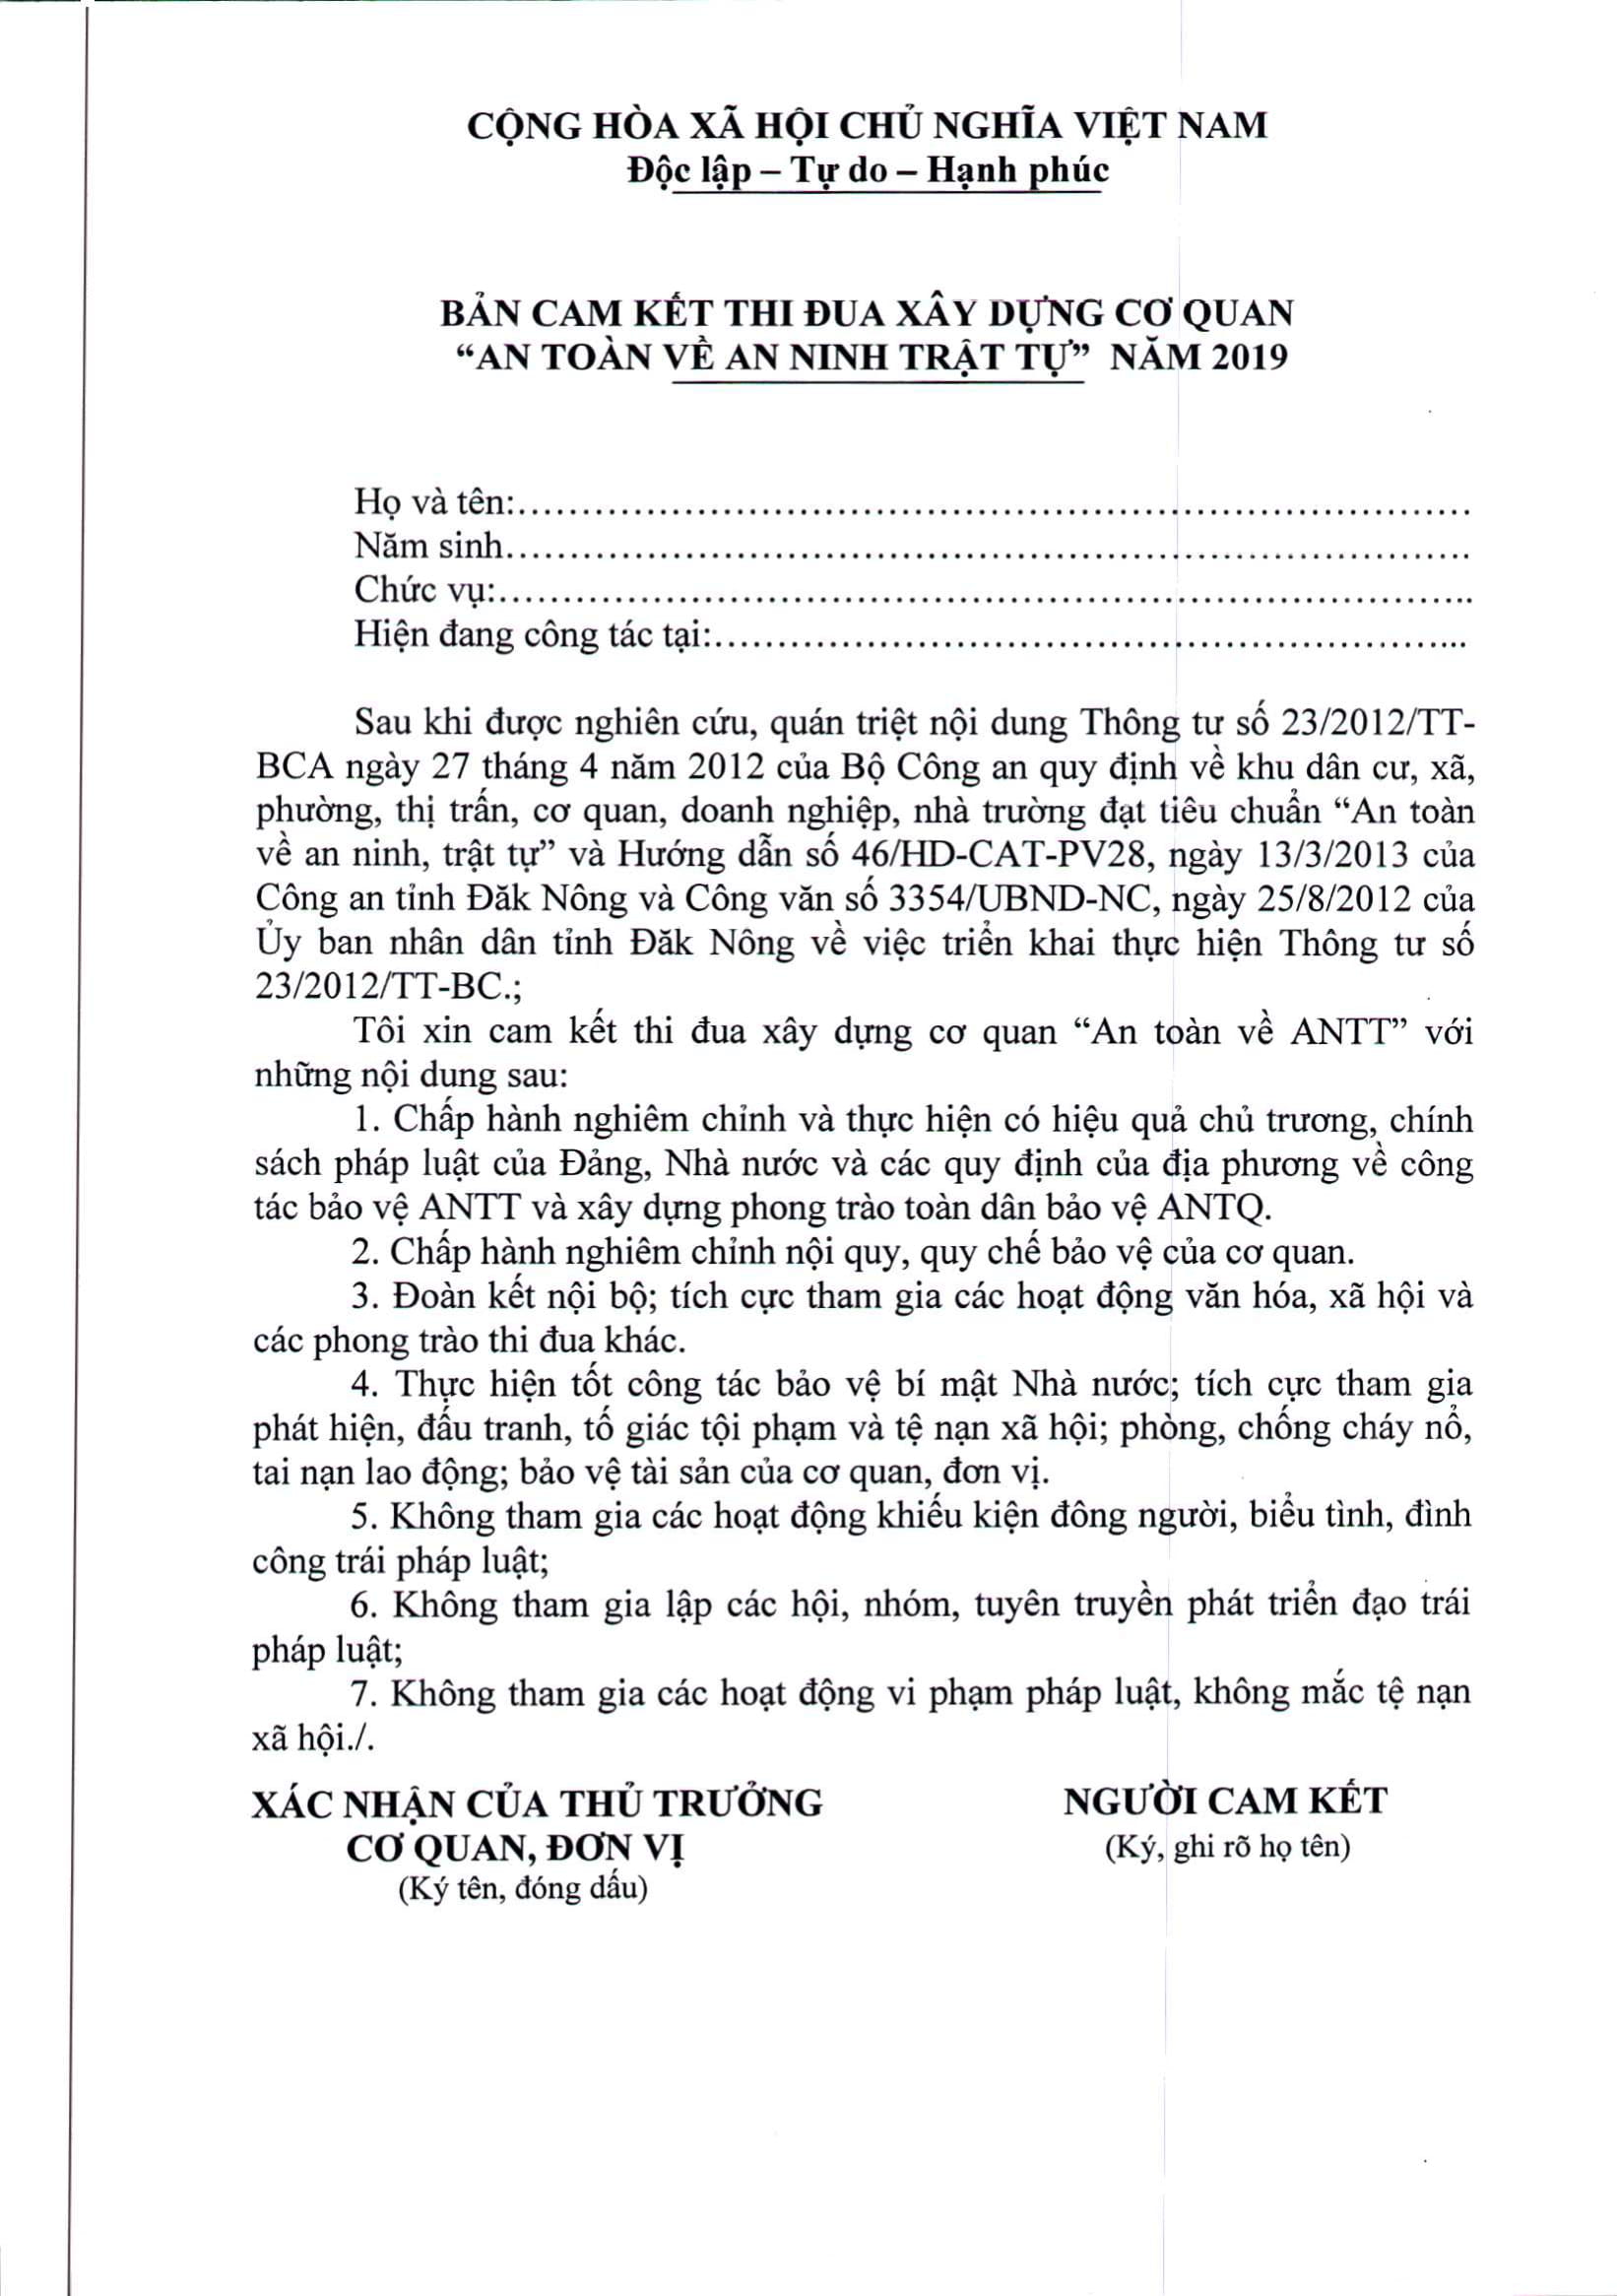 CỘNG HÒA XÃ HỘI CHỦ NGHĨA VIỆT NAM
Độc lập – Tự do – Hạnh phúc
BẢN CAM KẾT THI ĐUA XÂY DỰNG CƠ QUAN
“AN TOÀN VỀ AN NINH TRẬT TỰ” NĂM 2019
Họ và tên:……………………………………………………………………
Năm sinh……………………………………………………………………
Chức vụ:……………………………………………………………………..
Hiện đang công tác tại:……………………………………………………...
Sau khi được nghiên cứu, quán triệt nội dung Thông tư số 23/2012/TT-
BCA ngày 27 tháng 4 năm 2012 của Bộ Công an quy định về khu dân cư, xã,
phường, thị trấn, cơ quan, doanh nghiệp, nhà trường đạt tiêu chuẩn “An toàn
về an ninh, trật tự” và Hướng dẫn số 46/HD-CAT-PV28, ngày 13/3/2013 của
Công an tỉnh Đăk Nông và Công văn số 3354/UBND-NC, ngày 25/8/2012 của
Ủy ban nhân dân tỉnh Đăk Nông về việc triển khai thực hiện Thông tư số
23/2012/TT-BC.;
Tôi xin cam kết thi đua xây dựng cơ quan “An toàn về ANTT” với
những nội dung sau:
1. Chấp hành nghiêm chỉnh và thực hiện có hiệu quả chủ trương, chính
sách pháp luật của Đảng, Nhà nước và các quy định của địa phương về công
tác bảo vệ ANTT và xây dựng phong trào toàn dân bảo vệ ANTQ.
2. Chấp hành nghiêm chỉnh nội quy, quy chế bảo vệ của cơ quan.
3. Đoàn kết nội bộ; tích cực tham gia các hoạt động văn hóa, xã hội và
các phong trào thi đua khác.
4. Thực hiện tốt công tác bảo vệ bí mật Nhà nước; tích cực tham gia
phát hiện, đấu tranh, tố giác tội phạm và tệ nạn xã hội; phòng, chống cháy nổ,
tai nạn lao động; bảo vệ tài sản của cơ quan, đơn vị.
5. Không tham gia các hoạt động khiếu kiện đông người, biểu tình, đình
công trái pháp luật;
6. Không tham gia lập các hội, nhóm, tuyên truyền phát triển đạo trái
pháp luật;
7. Không tham gia các hoạt động vi phạm pháp luật, không mắc tệ nạn
xã hội./.
XÁC NHẬN CỦA THỦ TRƯỞNG
CƠ QUAN, ĐƠN VỊ
(Ký tên, đóng dấu)
NGƯỜI CAM KẾT
(Ký, ghi rõ họ tên)